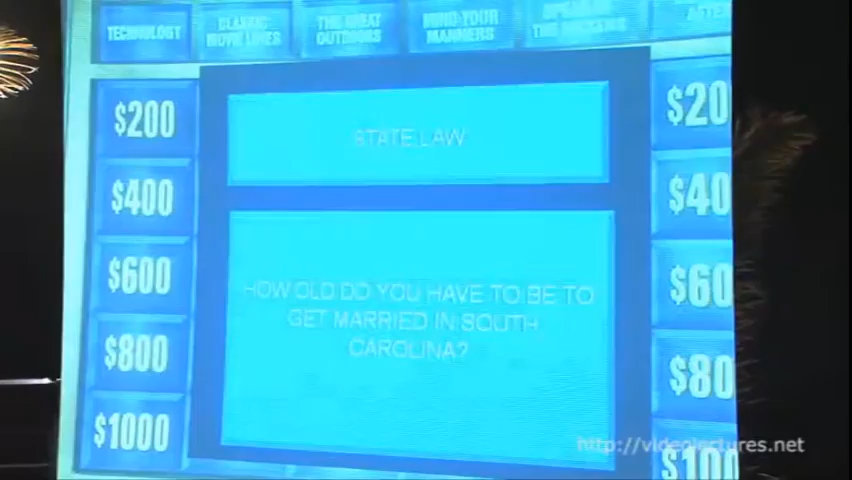 TECHNOLOGY
CLASSIC
MOVIE LINES
THE GREAT
OUTDOORS
MIND YOUR
MANNERS
$200
$400
$600
$800
$1000
STATE LAW
HOW OLD DO YOU HAVE TO BE TO
GET MARRIED IN SOUTH
CAROLINA?
$20
$40
$60
$80
$100
http://videolectures.net